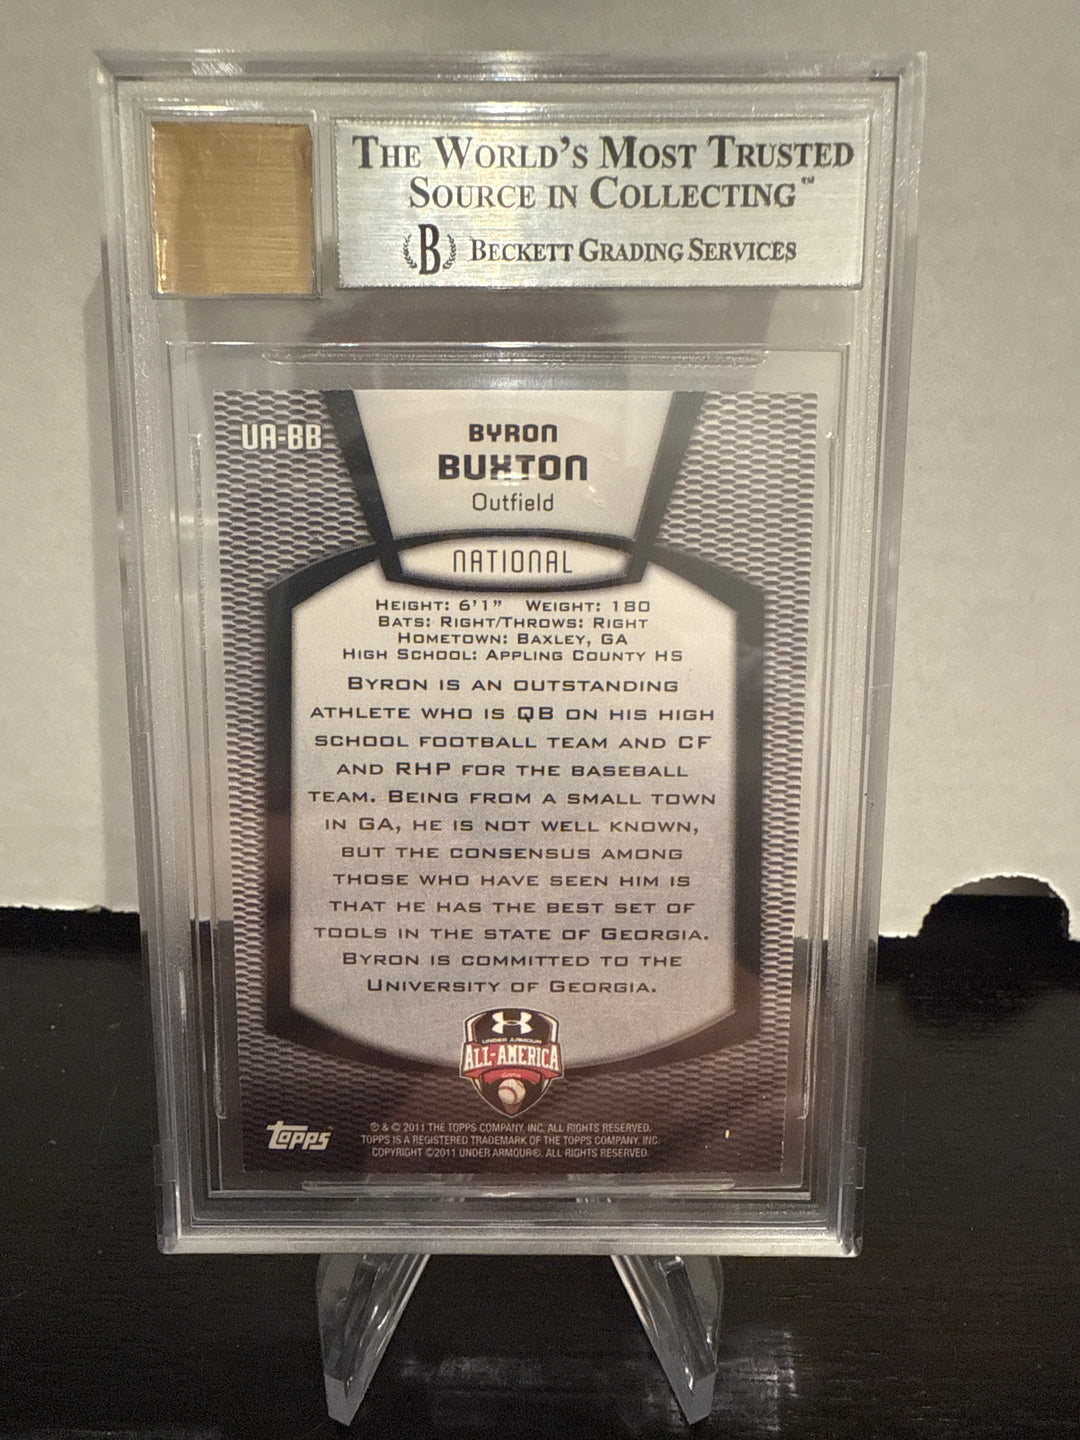 THE WORLD'S MOST TRUSTED
SOURCE IN COLLECTING™
B BECKETT GRADING SERVICES
UA-BB
BYRON
BUXTON
Outfield
NATIONAL
HEIGHT: 6'1" WEIGHT: 180
BATS: RIGHT/THROWS: RIGHT
HOMETOWN: BAXLEY, GA
HIGH SCHOOL: APPLING COUNTY HS
BYRON IS AN OUTSTANDING
ATHLETE WHO IS QB ON HIS HIGH
SCHOOL FOOTBALL TEAM AND CF
AND RHP FOR THE BASEBALL
TEAM. BEING FROM A SMALL TOWN
IN GA, HE IS NOT WELL KNOWN,
BUT THE CONSENSUS AMONG
THOSE WHO HAVE SEEN HIM IS
THAT HE HAS THE BEST SET OF
TOOLS IN THE STATE OF GEORGIA.
BYRON IS COMMITTED TO THE
UNIVERSITY OF GEORGIA.
UNDER ARMOUR
ALL-AMERICA
GAME
topps
® & © 2011 THE TOPPS COMPANY, INC. ALL RIGHTS RESERVED.
TOPPS IS A REGISTERED TRADEMARK OF THE TOPPS COMPANY, INC.
COPYRIGHT ©2011 UNDER ARMOUR®. ALL RIGHTS RESERVED.